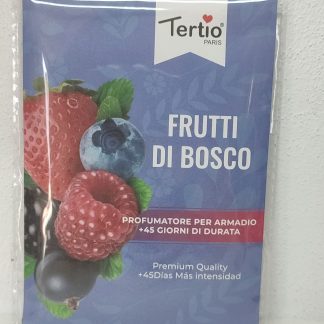 Tertio
PARIS
FRUTTI
DI BOSCO
PROFUMATORE PER ARMADIO
+45 GIORNI DI DURATA
Premium Quality
+45Días Más Intensidad